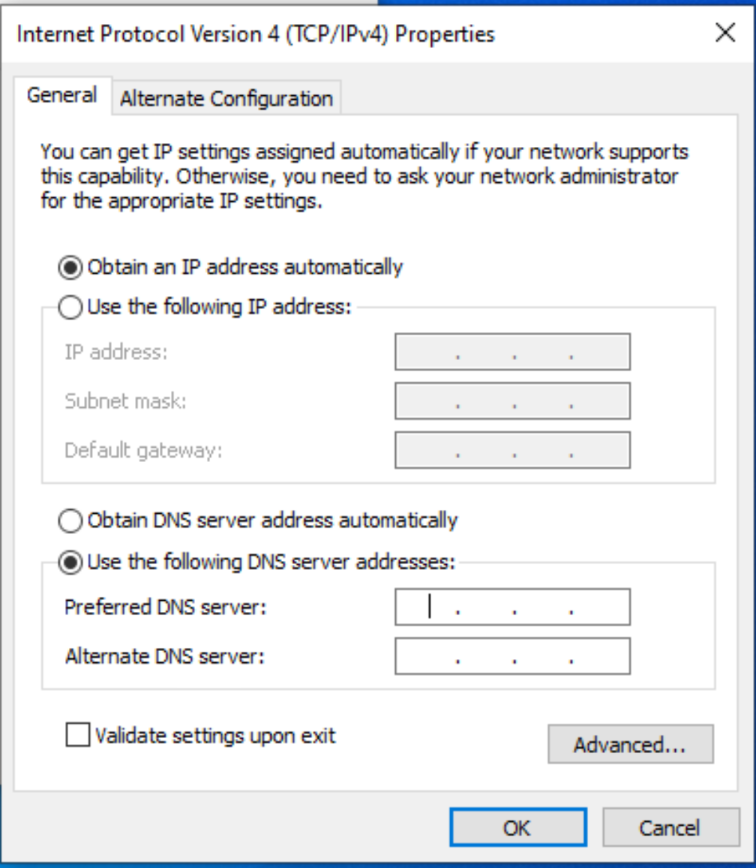 Internet Protocol Version 4 (TCP/IPv4) Properties
General
Alternate Configuration
You can get IP settings assigned automatically if your network supports
this capability. Otherwise, you need to ask your network administrator
for the appropriate IP settings.
Obtain an IP address automatically
Use the following IP address:
IP address:
Subnet mask:
Default gateway:
Obtain DNS server address automatically
Use the following DNS server addresses:
Preferred DNS server:
Alternate DNS server:
Validate settings upon exit
Advanced...
OK
Cancel